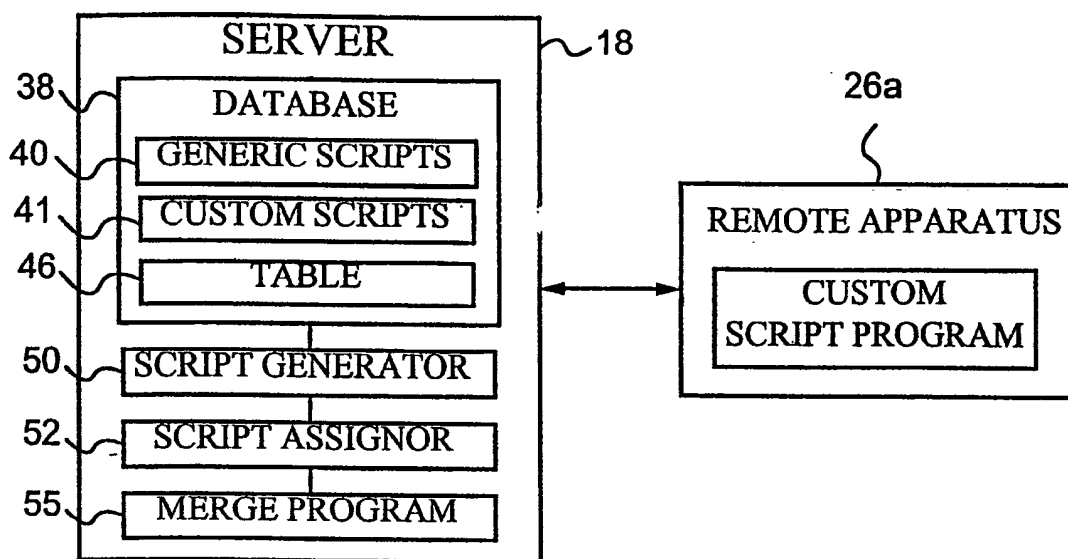 SERVER
18
38
DATABASE
26a
40
GENERIC SCRIPTS
41
CUSTOM SCRIPTS
REMOTE APPARATUS
46
TABLE
CUSTOM
SCRIPT PROGRAM
50
SCRIPT GENERATOR
52
SCRIPT ASSIGNOR
55
MERGE PROGRAM